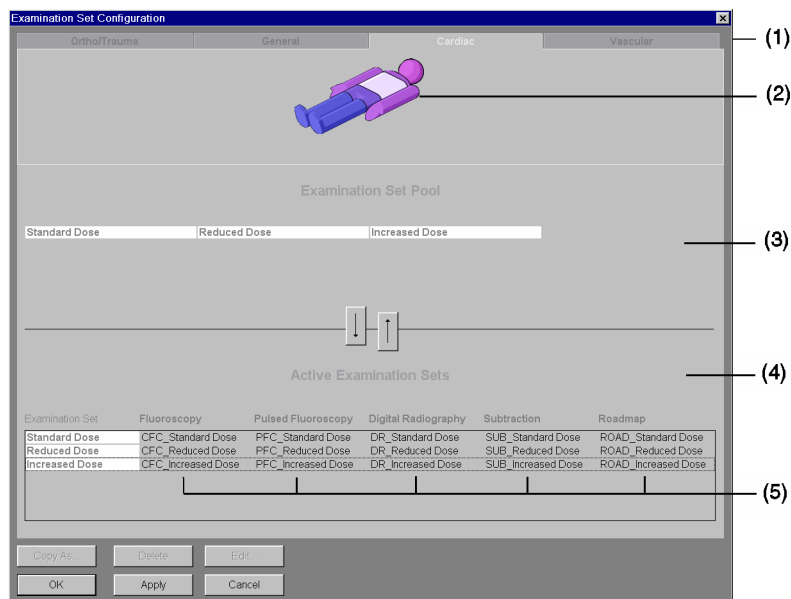 Examination Set Configuration
Ortho/Trauma General Cardiac Vascular (1)
(2)
Examination Set Pool
Standard Dose Reduced Dose Increased Dose (3)
Active Examination Sets (4)
Examination Set Fluoroscopy Pulsed Fluoroscopy Digital Radiography Subtraction Roadmap
Standard Dose CFC_Standard Dose PFC_Standard Dose DR_Standard Dose SUB_Standard Dose ROAD_Standard Dose
Reduced Dose CFC_Reduced Dose PFC_Reduced Dose DR_Reduced Dose SUB_Reduced Dose ROAD_Reduced Dose
Increased Dose CFC_Increased Dose PFC_Increased Dose DR_Increased Dose SUB_Increased Dose ROAD_Increased Dose
(5)
Copy As... Delete Edit...
OK Apply Cancel